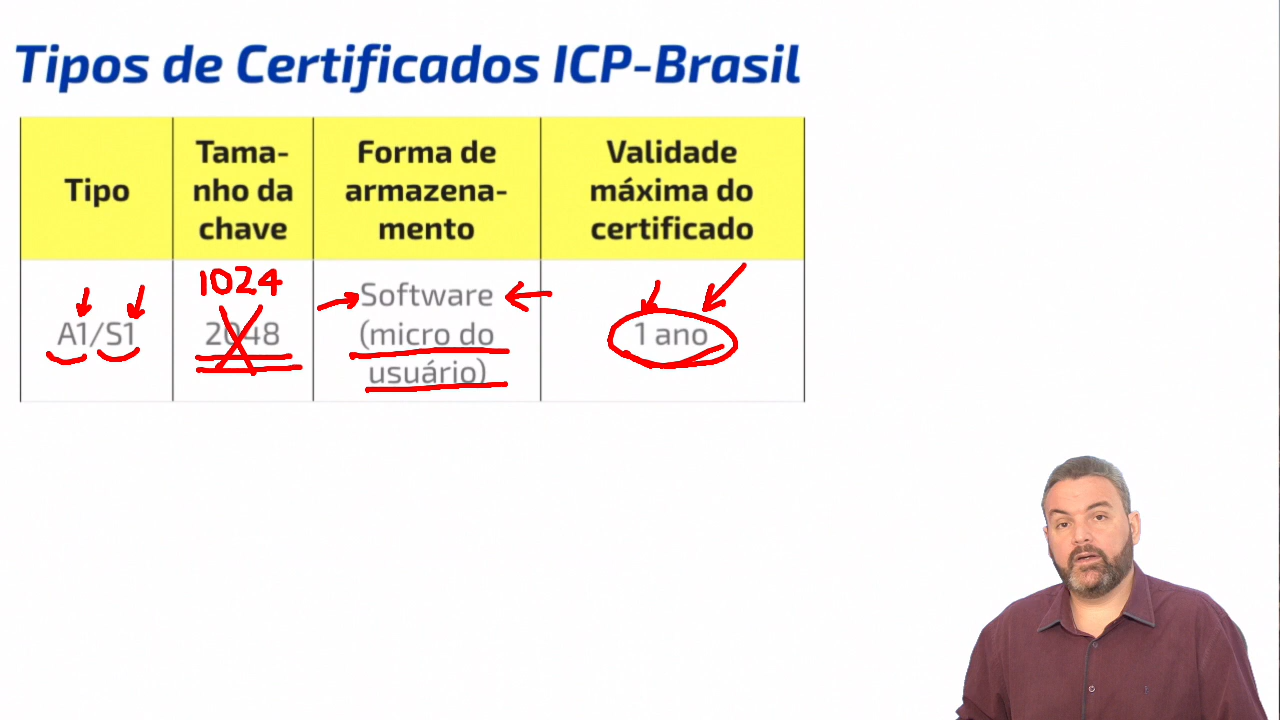 Tipos de Certificados ICP-Brasil
Tipo
Tama-
nho da
chave
Forma de
armazena-
mento
Validade
máxima do
certificado
A1/S1
1024
2048
Software
(micro do
usuário)
1 ano